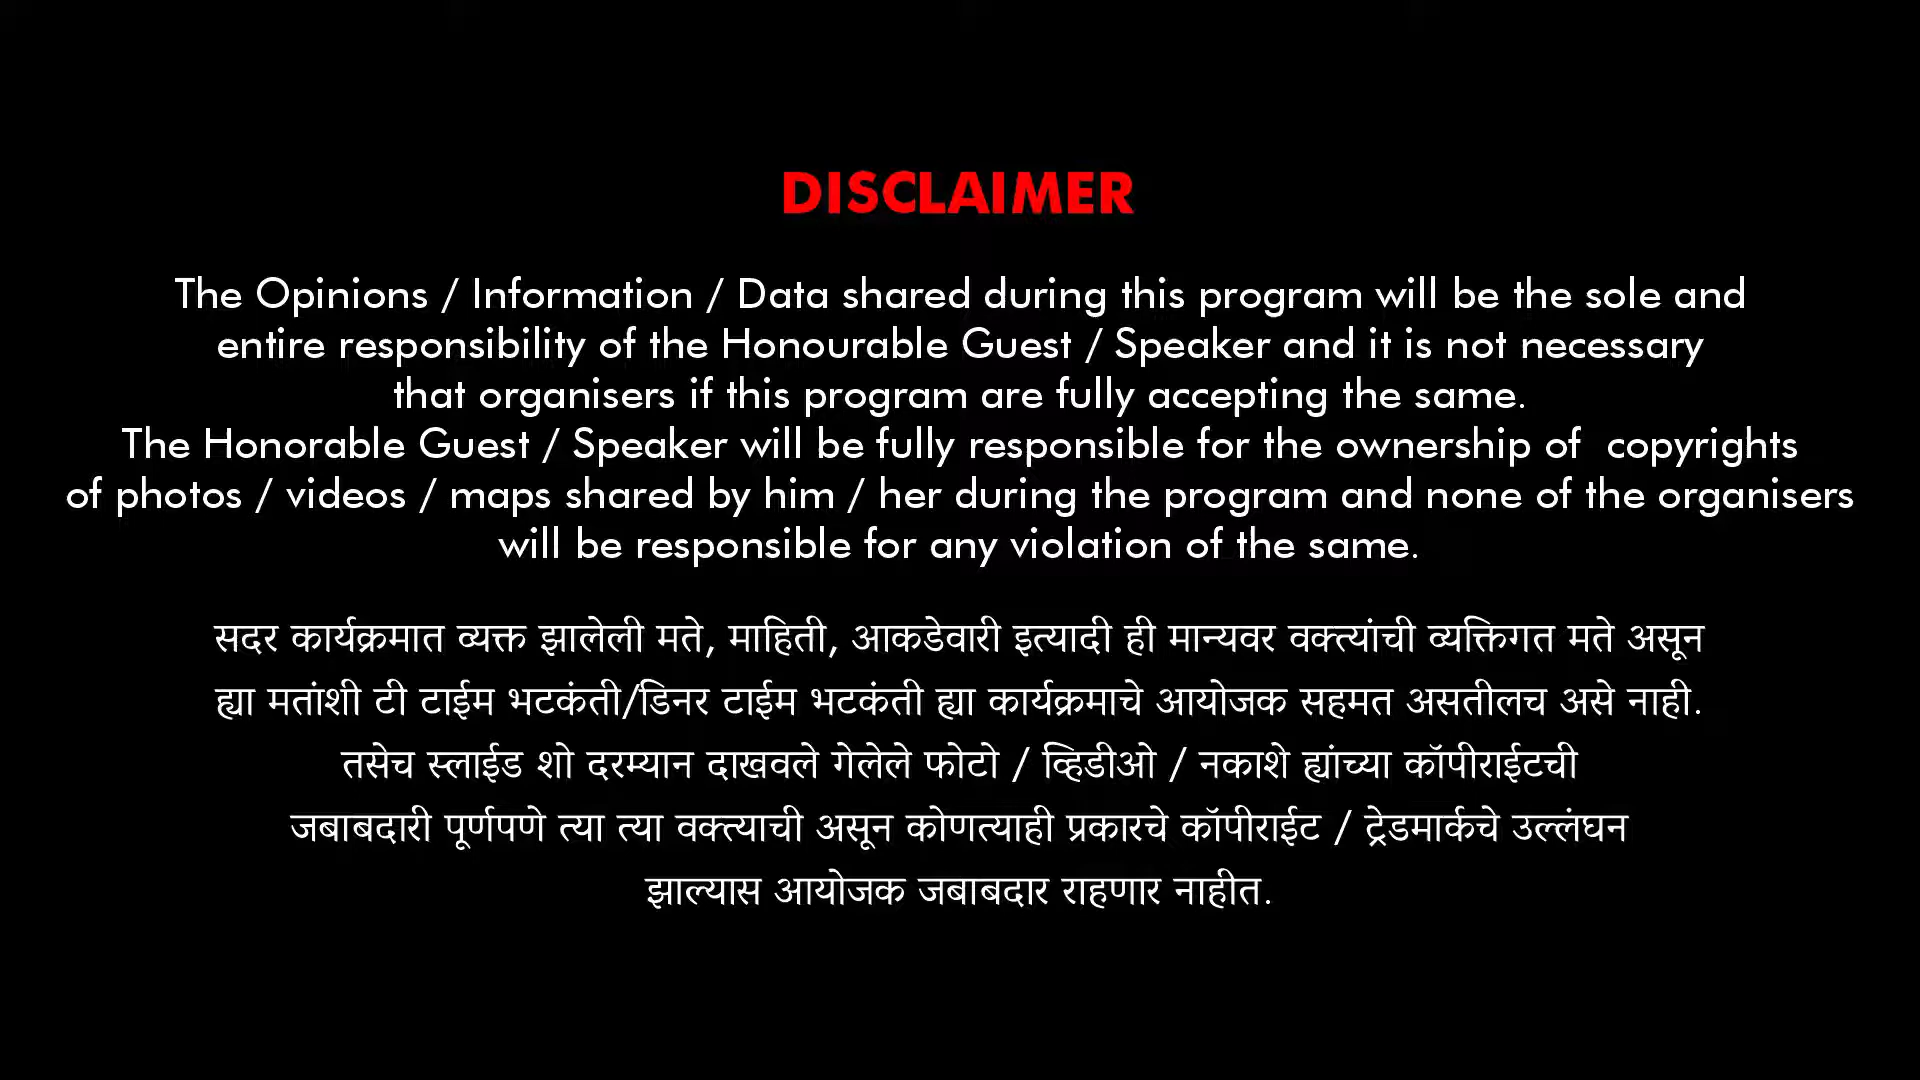 DISCLAIMER
The Opinions / Information / Data shared during this program will be the sole and
entire responsibility of the Honourable Guest / Speaker and it is not necessary
that organisers if this program are fully accepting the same.
The Honorable Guest / Speaker will be fully responsible for the ownership of  copyrights
of photos / videos / maps shared by him / her during the program and none of the organisers
will be responsible for any violation of the same.
सदर कार्यक्रमात व्यक्त झालेली मते, माहिती, आकडेवारी इत्यादी ही मान्यवर वक्त्यांची व्यक्तिगत मते असून
ह्या मतांशी टी टाईम भटकंती/डिनर टाईम भटकंती ह्या कार्यक्रमाचे आयोजक सहमत असतीलच असे नाही.
तसेच स्लाईड शो दरम्यान दाखवले गेलेले फोटो / व्हिडीओ / नकाशे ह्यांच्या कॉपीराईटची
जबाबदारी पूर्णपणे त्या त्या वक्त्याची असून कोणत्याही प्रकारचे कॉपीराईट / ट्रेडमार्कचे उल्लंघन
झाल्यास आयोजक जबाबदार राहणार नाहीत.